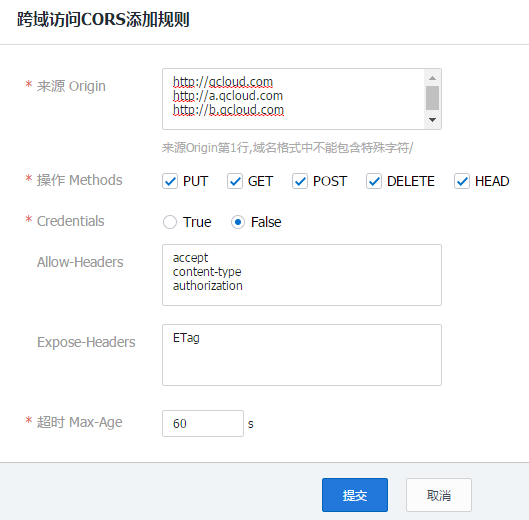 跨域访问CORS添加规则
* 来源 Origin
http://qcloud.com
http://a.qcloud.com
http://b.qcloud.com
来源Origin第1行,域名格式中不能包含特殊字符/
* 操作 Methods PUT GET POST DELETE HEAD
* Credentials True False
Allow-Headers
accept
content-type
authorization
Expose-Headers
ETag
* 超时 Max-Age 60 s
提交 取消